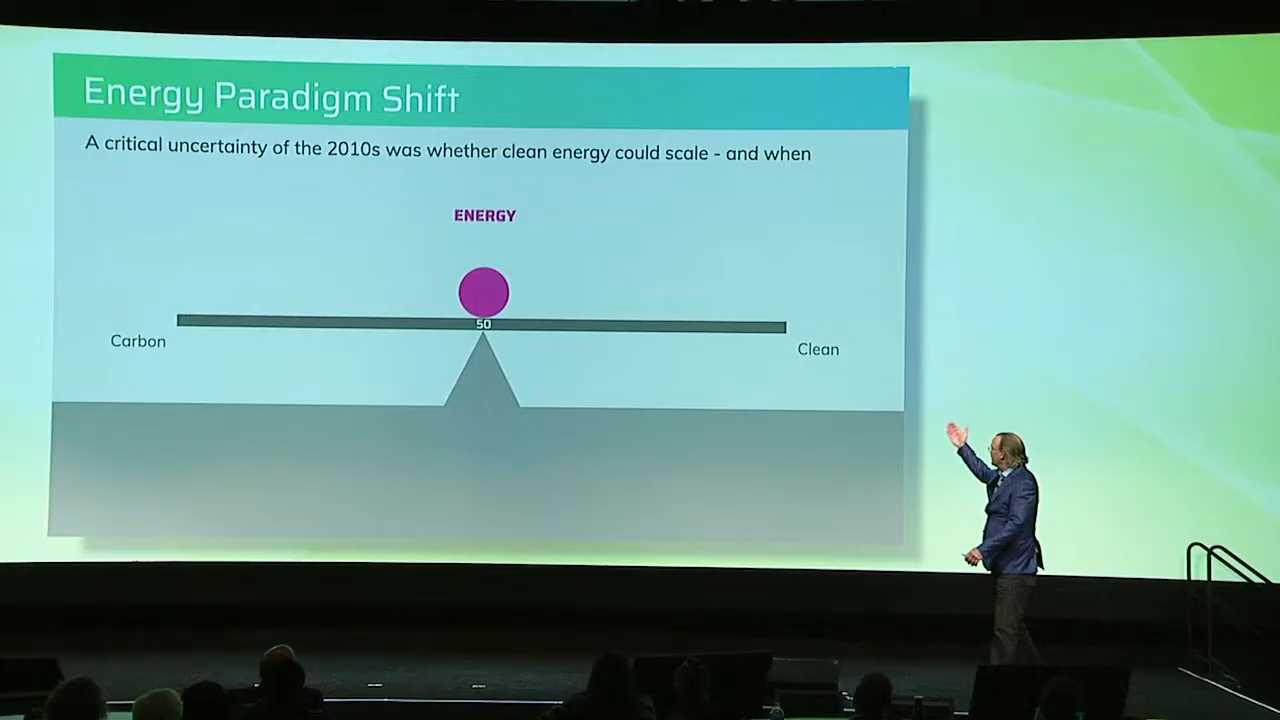 Energy Paradigm Shift
A critical uncertainty of the 2010s was whether clean energy could scale - and when
ENERGY
50
Carbon
Clean